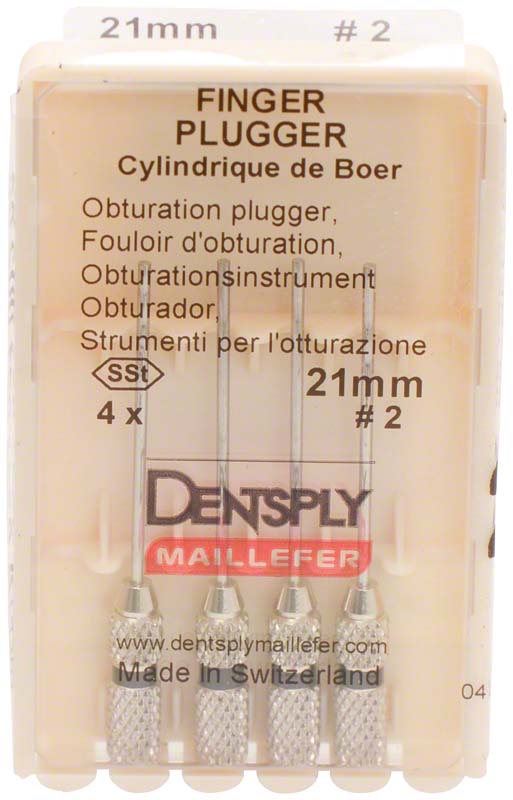 21mm # 2
FINGER
PLUGGER
Cylindrique de Boer
Obturation plugger,
Fouloir d'obturation,
Obturationsinstrument
Obturador,
Strumenti per l'otturazione
SSt 21mm
4 x # 2
DENTSPLY
MAILLEFER
www.dentsplymaillefer.com
Made In Switzerland
04